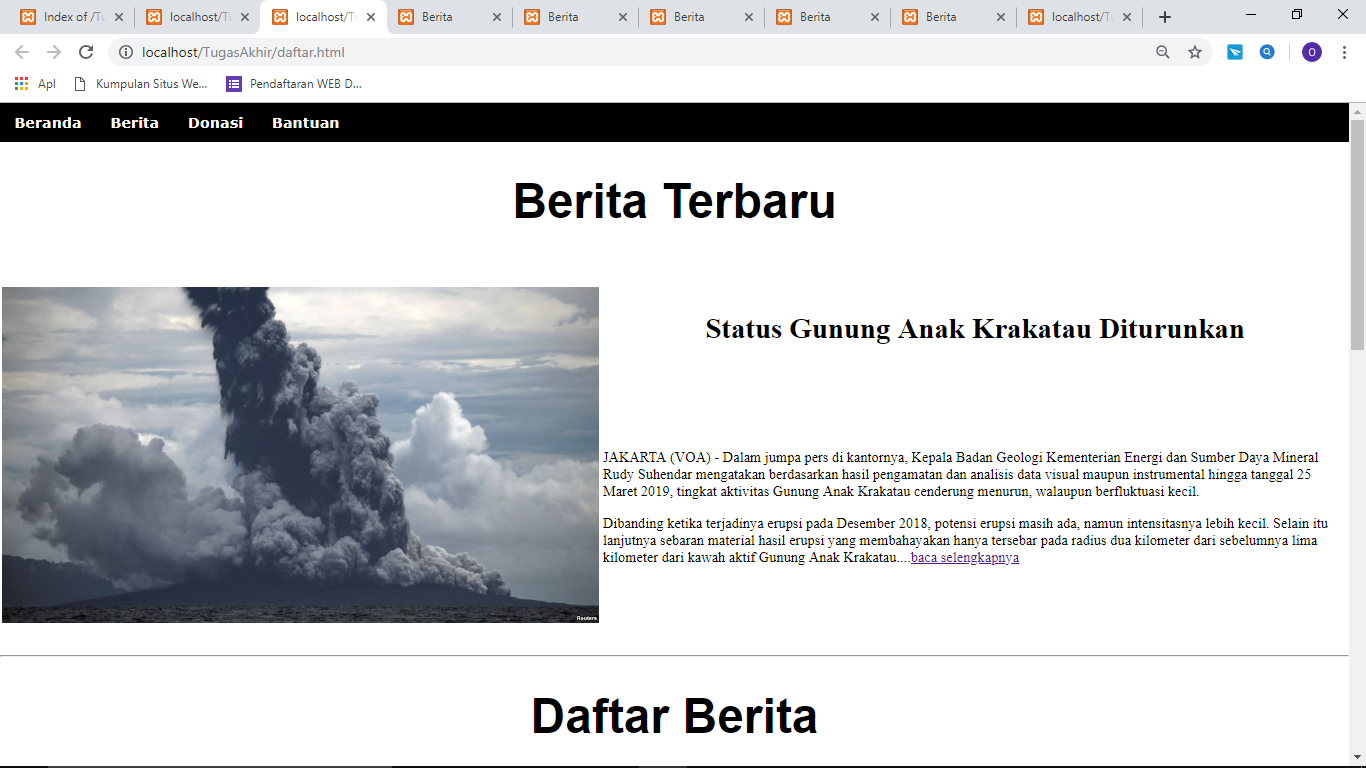 Index of /Tu
localhost/Tu
localhost/Tu
Berita
Berita
Berita
Berita
Berita
localhost/Tu
localhost/TugasAkhir/daftar.html
O
Apl
Kumpulan Situs We...
Pendaftaran WEB D...
Beranda Berita Donasi Bantuan
Berita Terbaru
Status Gunung Anak Krakatau Diturunkan
JAKARTA (VOA) - Dalam jumpa pers di kantornya, Kepala Badan Geologi Kementerian Energi dan Sumber Daya Mineral
Rudy Suhendar mengatakan berdasarkan hasil pengamatan dan analisis data visual maupun instrumental hingga tanggal 25
Maret 2019, tingkat aktivitas Gunung Anak Krakatau cenderung menurun, walaupun berfluktuasi kecil.
Dibanding ketika terjadinya erupsi pada Desember 2018, potensi erupsi masih ada, namun intensitasnya lebih kecil. Selain itu
lanjutnya sebaran material hasil erupsi yang membahayakan hanya tersebar pada radius dua kilometer dari sebelumnya lima
kilometer dari kawah aktif Gunung Anak Krakatau....baca selengkapnya
Reuters
Daftar Berita